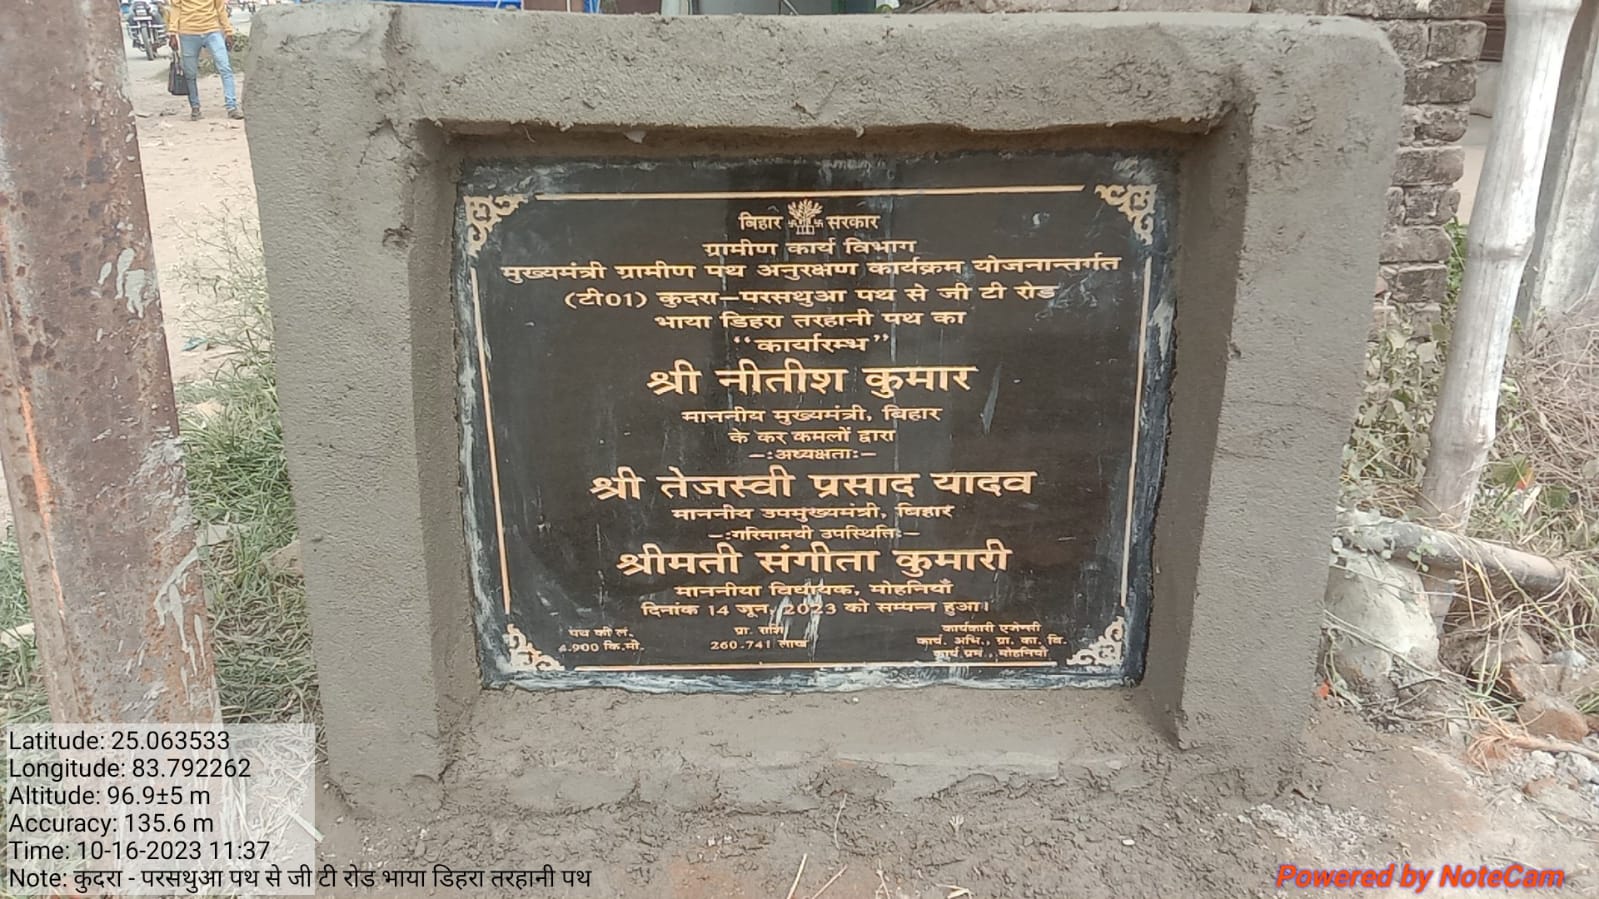 बिहार सरकार
ग्रामीण कार्य विभाग
मुख्यमंत्री ग्रामीण पथ अनुरक्षण कार्यक्रम योजनान्तर्गत
(टी01) कुदरा–परसथुआ पथ से जी टी रोड
भाया डिहरा तरहानी पथ का
“कार्यारम्भ”
श्री नीतीश कुमार
माननीय मुख्यमंत्री, बिहार
के कर कमलों द्वारा
–:अध्यक्षता:–
श्री तेजस्वी प्रसाद यादव
माननीय उपमुख्यमंत्री, बिहार
–:गरिमामयी उपस्थिति:–
श्रीमती संगीता कुमारी
माननीया विधायक, मोहनियाँ
दिनांक 14 जून, 2023 को सम्पन्न हुआ।
पथ की लं.
4.900 कि.मी.
प्रा. राशि
260.741 लाख
कार्यकारी एजेन्सी
कार्य. अभि., ग्रा. का. वि.
कार्य प्रमं., मोहनियाँ
Latitude: 25.063533
Longitude: 83.792262
Altitude: 96.9±5 m
Accuracy: 135.6 m
Time: 10-16-2023 11:37
Note: कुदरा - परसथुआ पथ से जी टी रोड भाया डिहरा तरहानी पथ
Powered by NoteCam